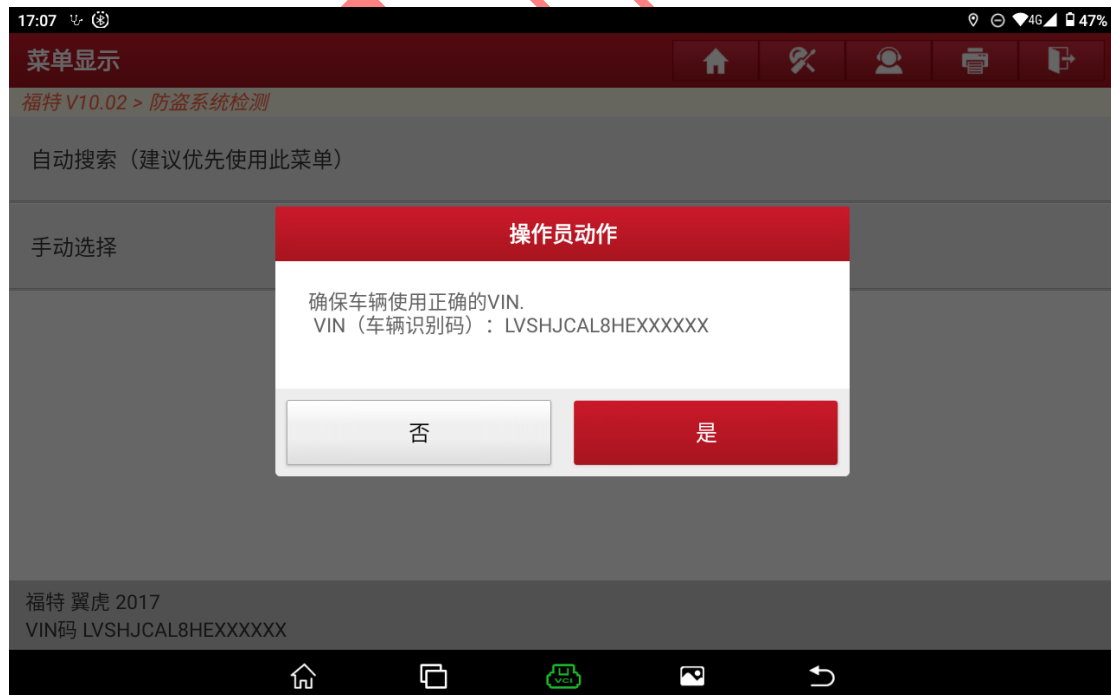 17:07
4G 47%
菜单显示
福特 V10.02 > 防盗系统检测
自动搜索（建议优先使用此菜单）
手动选择
操作员动作
确保车辆使用正确的VIN.
VIN（车辆识别码）：LVSHJCAL8HEXXXXXX
否
是
福特 翼虎 2017
VIN码 LVSHJCAL8HEXXXXXX
VCI